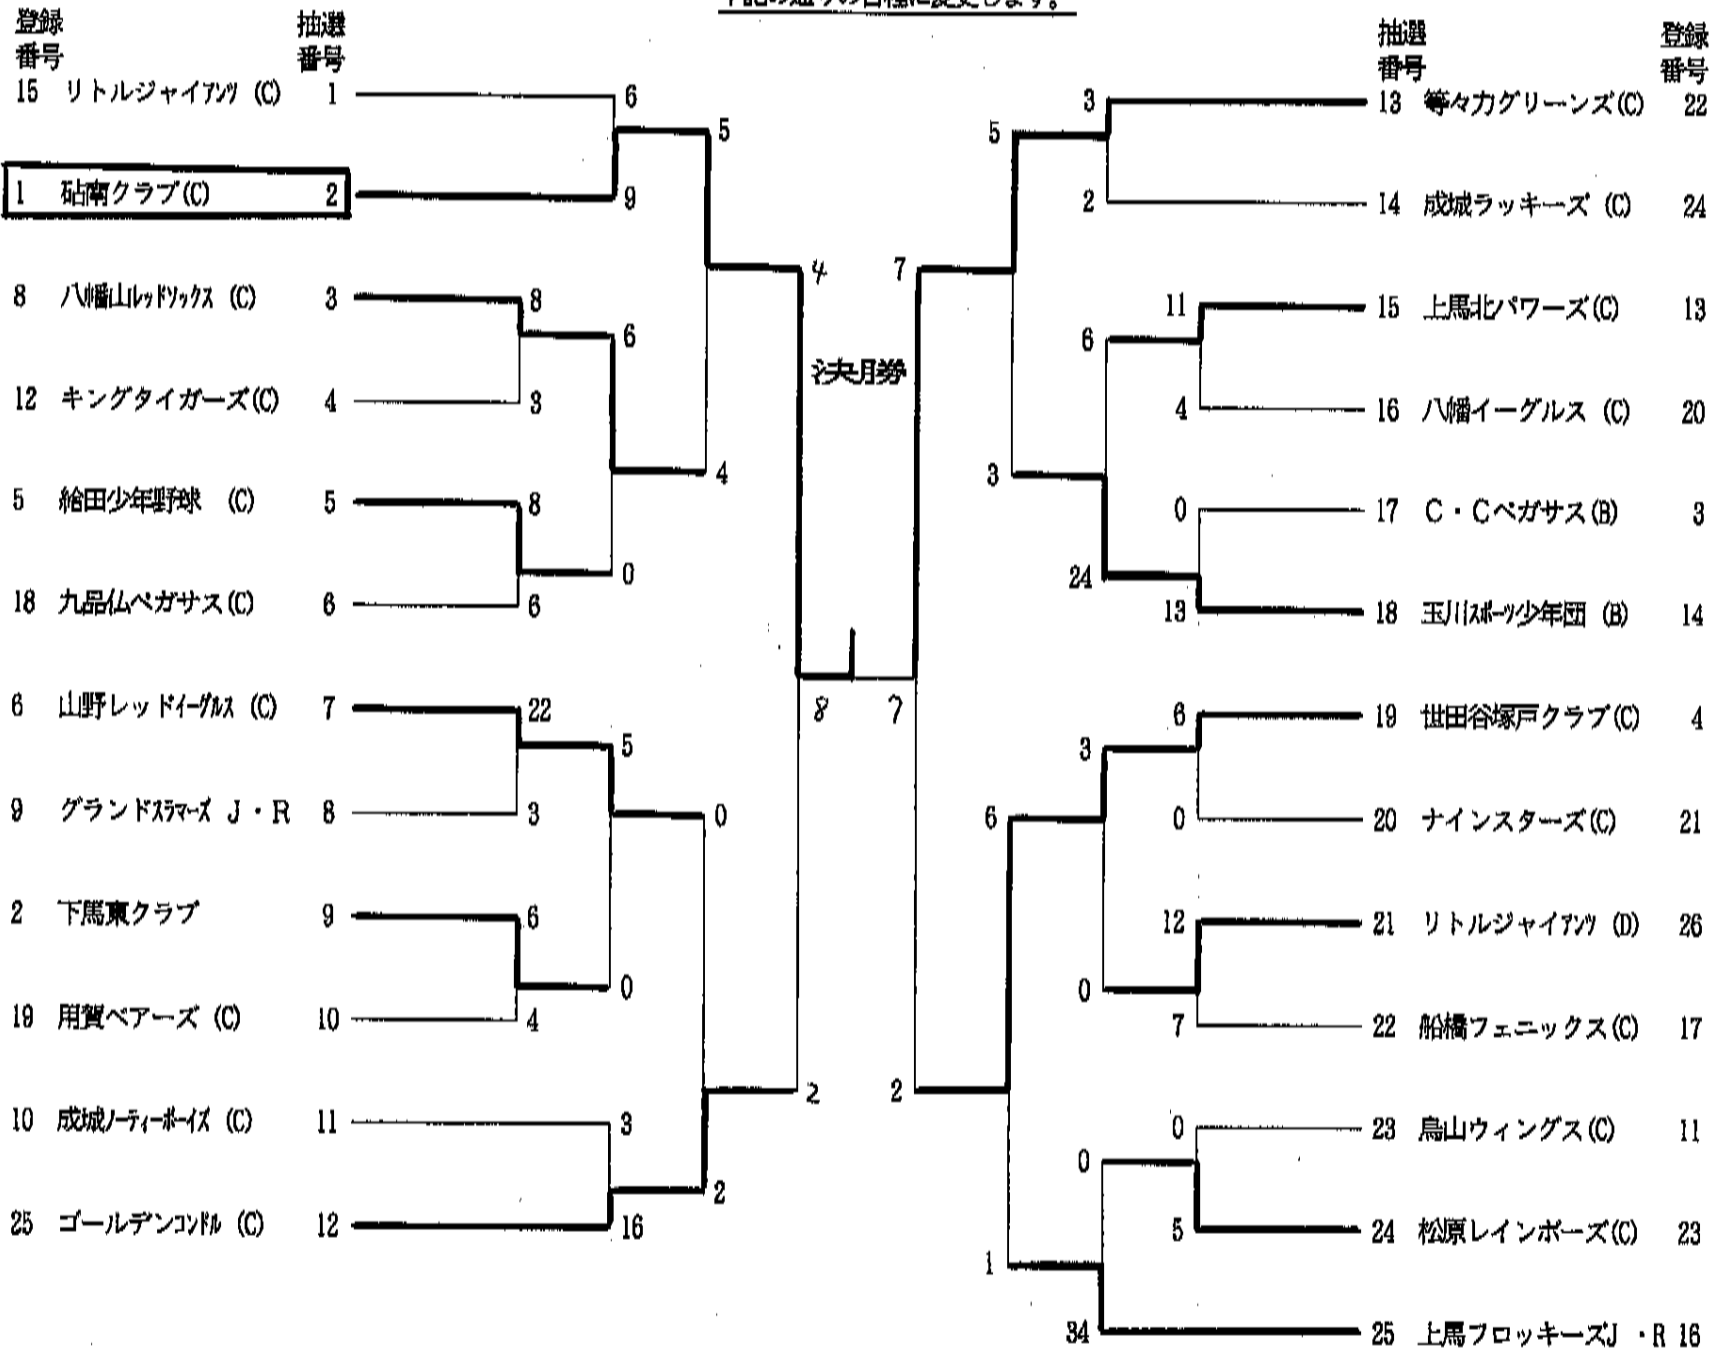 登録 抽選 抽選 登録
番号 番号 番号 番号
15 リトルジャイアンツ (C) 1 6 5 3 13 等々力グリーンズ(C) 22
1 砧南クラブ(C) 2 9 5 2 14 成城ラッキーズ (C) 24
8 八幡山レッドソックス (C) 3 8 6 4 7 11 15 上馬北パワーズ(C) 13
決勝
12 キングタイガーズ(C) 4 3 6 4 16 八幡イーグルス (C) 20
5 給田少年野球 (C) 5 8 4 3 0 17 C・Cペガサス(B) 3
18 九品仏ペガサス(C) 6 6 0 24 13 18 玉川スポーツ少年団 (B) 14
8 7
6 山野レッドイーグルス (C) 7 22 5 3 6 19 世田谷塚戸クラブ(C) 4
9 グランドスラマーズ J・R 8 3 0 6 0 20 ナインスターズ(C) 21
2 下馬東クラブ 9 6 12 21 リトルジャイアンツ (D) 26
19 用賀ベアーズ (C) 10 4 0 0 7 22 船橋フェニックス(C) 17
10 成城ノーティーボーイズ (C) 11 3 2 2 0 23 烏山ウィングス(C) 11
25 ゴールデンコンドル (C) 12 16 2 0 5 24 松原レインボーズ(C) 23
1 34 25 上馬フロッキーズJ・R 16